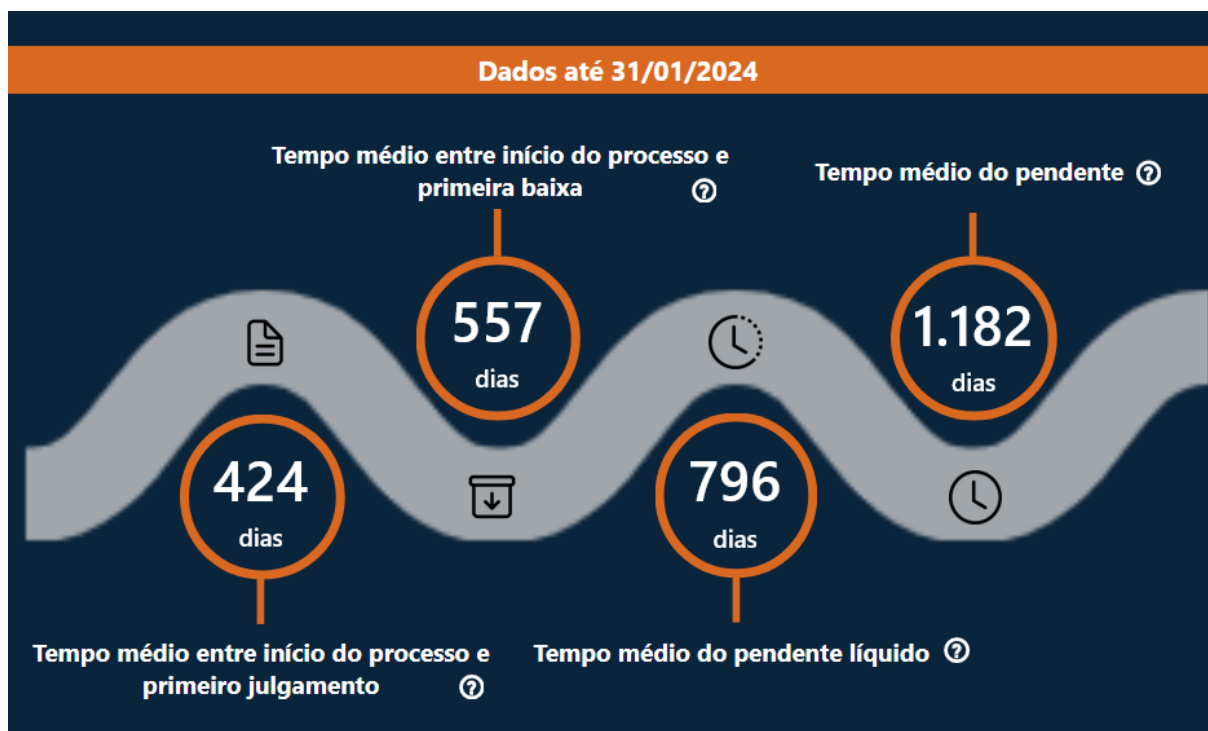 Dados até 31/01/2024
Tempo médio entre início do processo e
primeira baixa
Tempo médio do pendente
557
dias
1.182
dias
424
dias
796
dias
Tempo médio entre início do processo e
primeiro julgamento
Tempo médio do pendente líquido